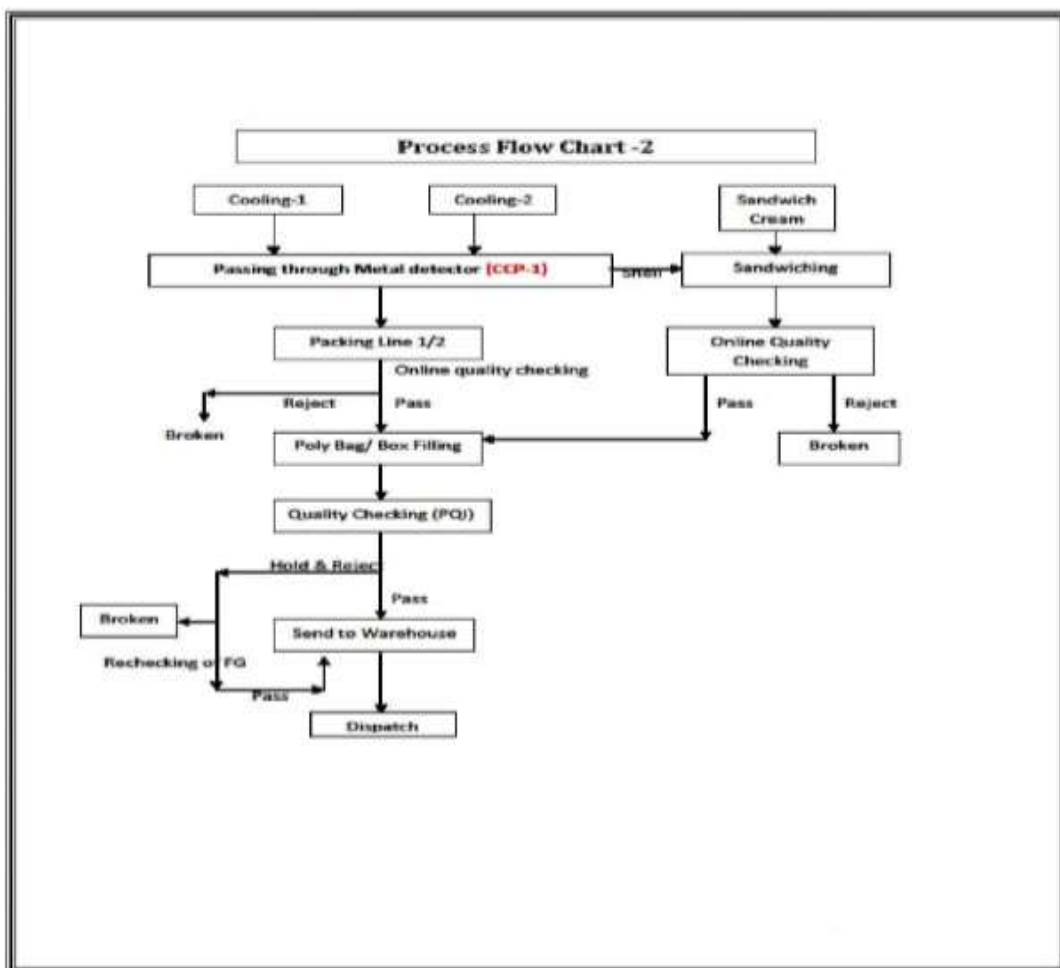 Process Flow Chart -2
Cooling-1
Cooling-2
Sandwich
Cream
Passing through Metal detector (CCP-1)
Shell
Sandwiching
Packing Line 1/2
Online Quality
Checking
Online quality checking
Reject
Pass
Pass
Reject
Broken
Poly Bag/ Box Filling
Broken
Quality Checking (PQI)
Hold & Reject
Pass
Broken
Send to Warehouse
Rechecking of FG
Pass
Dispatch